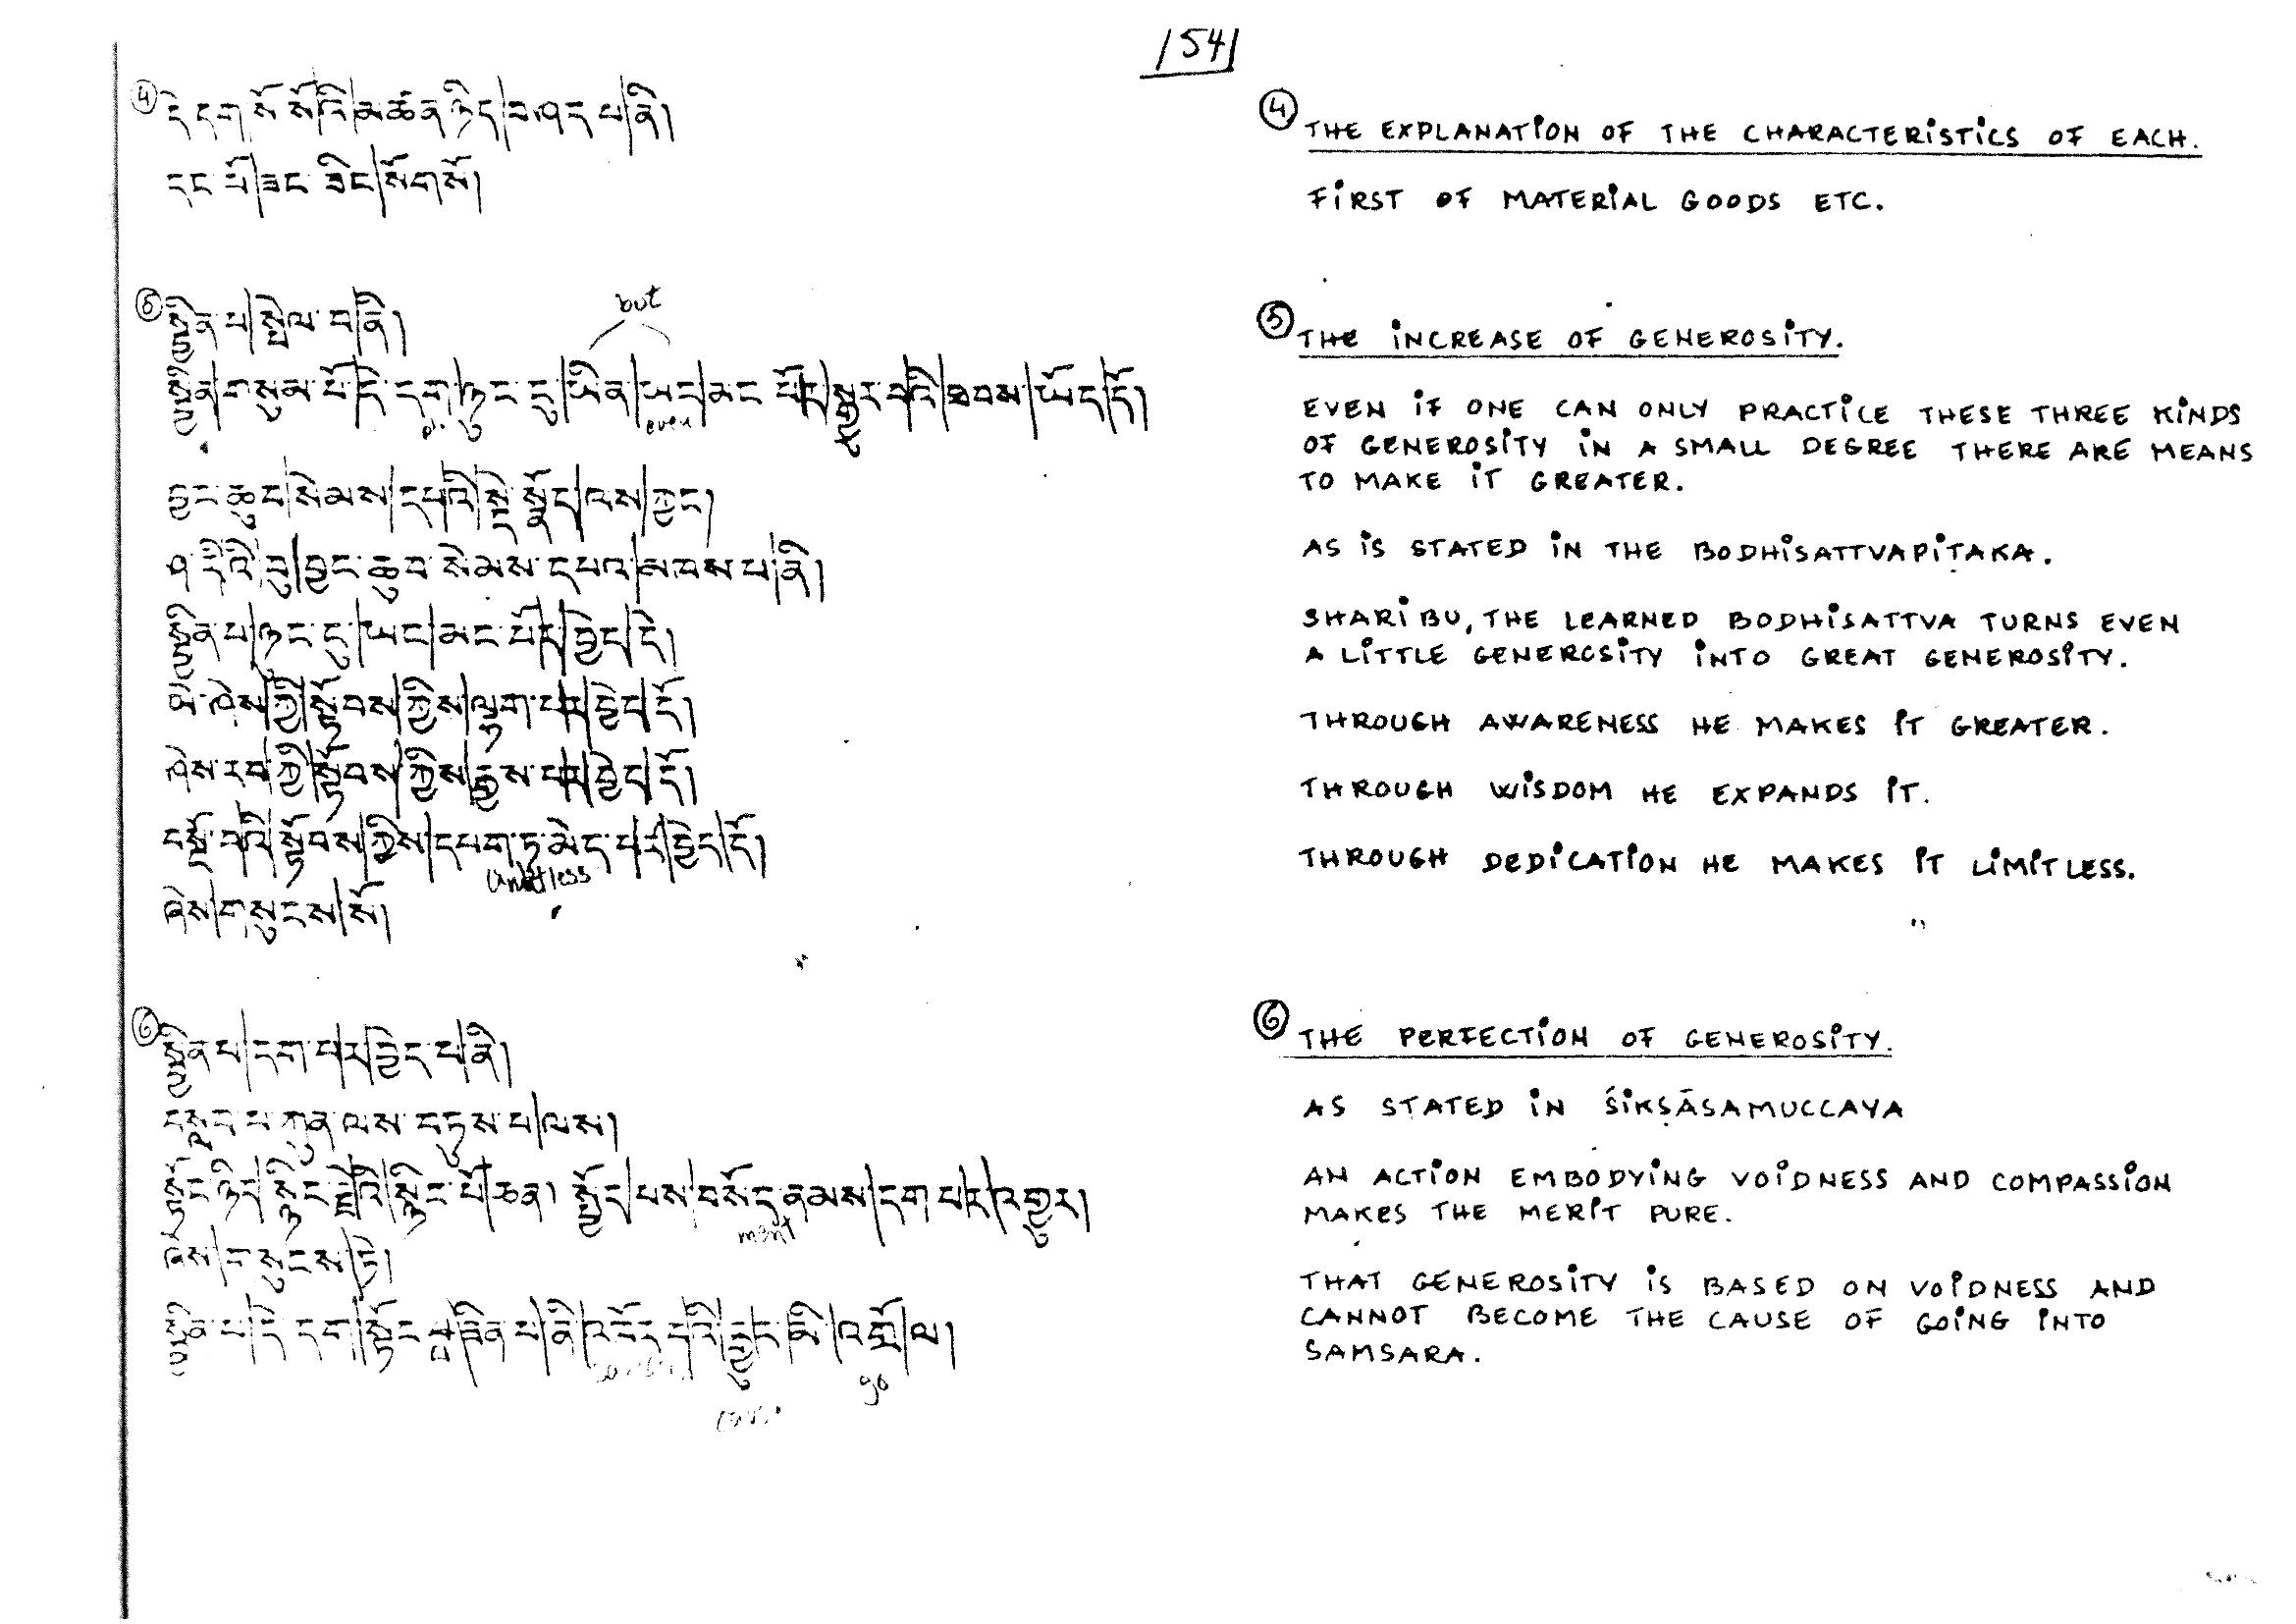 154
④
དེ་དག་སོ་སོའི་མཚན་ཉིད་བཤད་པ་ནི།
དང་པོ་ཟང་ཟིང་སོགས་སོ།
⑤
སྦྱིན་པ་སྤེལ་བ་ནི།
but
སྦྱིན་གསུམ་པོ་དེ་དག་ཉུང་ངུ་ཡིན་ཡང་མང་པོར་སྒྱུར་བའི་ཐབས་ཡོད་དོ།
even
བྱང་ཆུབ་སེམས་དཔའི་སྡེ་སྣོད་ལས་ཀྱང་།
ཤ་རིའི་བུ་བྱང་ཆུབ་སེམས་དཔའ་མཁས་པ་ནི།
སྦྱིན་པ་ཉུང་ངུ་ཡང་མང་པོར་བྱེད་དེ།
ཡེ་ཤེས་ཀྱི་སྟོབས་ཀྱིས་ལྷག་པར་བྱེད་དོ།
ཤེས་རབ་ཀྱི་སྟོབས་ཀྱིས་རྒྱས་པར་བྱེད་དོ།
བསྔོ་བའི་སྟོབས་ཀྱིས་དཔག་ཏུ་མེད་པར་བྱེད་དོ།
ཞེས་གསུངས་སོ།
⑥
སྦྱིན་པ་དག་པར་བྱེད་པ་ནི།
བསླབ་པ་ཀུན་ལས་བཏུས་པ་ལས།
སྟོང་ཉིད་སྙིང་རྗེའི་སྙིང་པོ་ཅན། སྤྱོད་པས་བསོད་ནམས་དག་པར་འགྱུར།
merit
ཞེས་གསུངས་ཏེ།
སྦྱིན་པ་དེ་དག་སྟོང་པས་ཟིན་པ་ནི་འཁོར་བའི་རྒྱུར་མི་འགྲོ་ལ།
go
④ THE EXPLANATION OF THE CHARACTERISTICS OF EACH.
FIRST OF MATERIAL GOODS ETC.
⑤ THE INCREASE OF GENEROSITY.
EVEN IF ONE CAN ONLY PRACTICE THESE THREE KINDS
OF GENEROSITY IN A SMALL DEGREE THERE ARE MEANS
TO MAKE IT GREATER.
AS IS STATED IN THE BODHISATTVAPIṬAKA.
SHARIBU, THE LEARNED BODHISATTVA TURNS EVEN
A LITTLE GENEROSITY INTO GREAT GENEROSITY.
THROUGH AWARENESS HE MAKES IT GREATER.
THROUGH WISDOM HE EXPANDS IT.
THROUGH DEDICATION HE MAKES IT LIMITLESS.
⑥ THE PERFECTION OF GENEROSITY.
AS STATED IN ŚIKṢĀSAMUCCAYA
AN ACTION EMBODYING VOIDNESS AND COMPASSION
MAKES THE MERIT PURE.
THAT GENEROSITY IS BASED ON VOIDNESS AND
CANNOT BECOME THE CAUSE OF GOING INTO
SAMSARA.